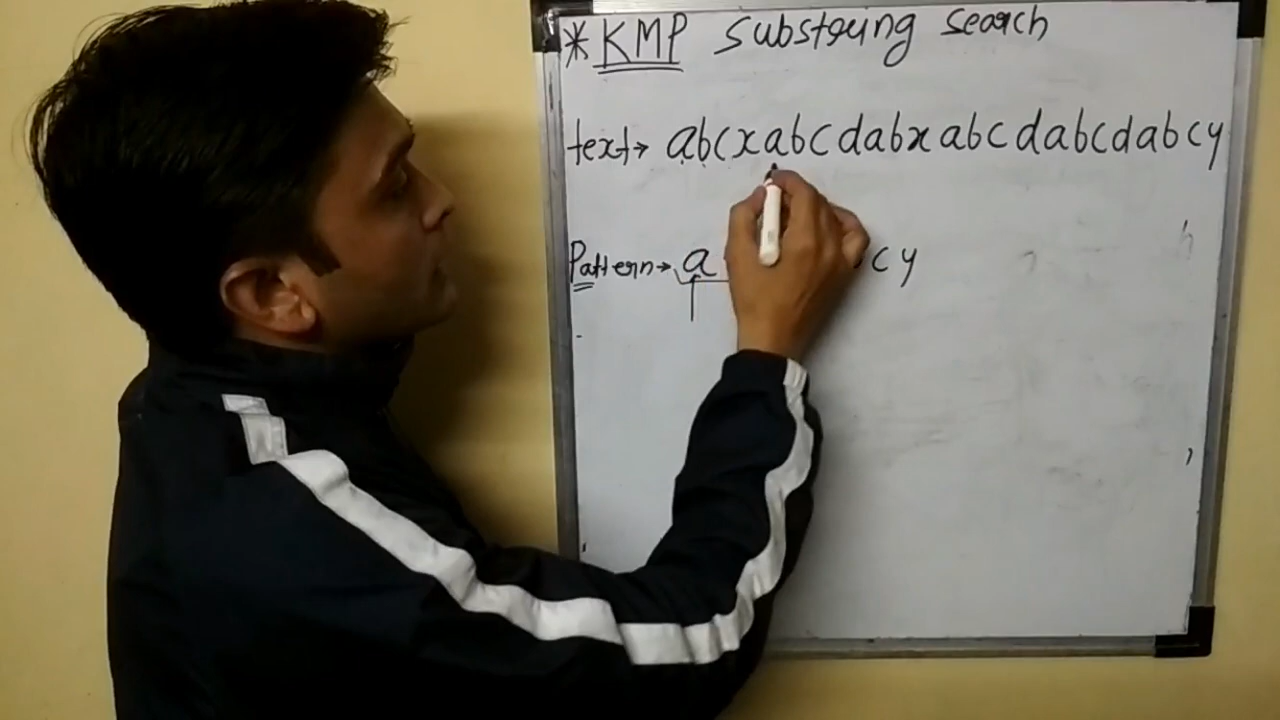 * KMP Substring Search
text→ abcxabcdabxabcdabcdabcy
Pattern→ a cy